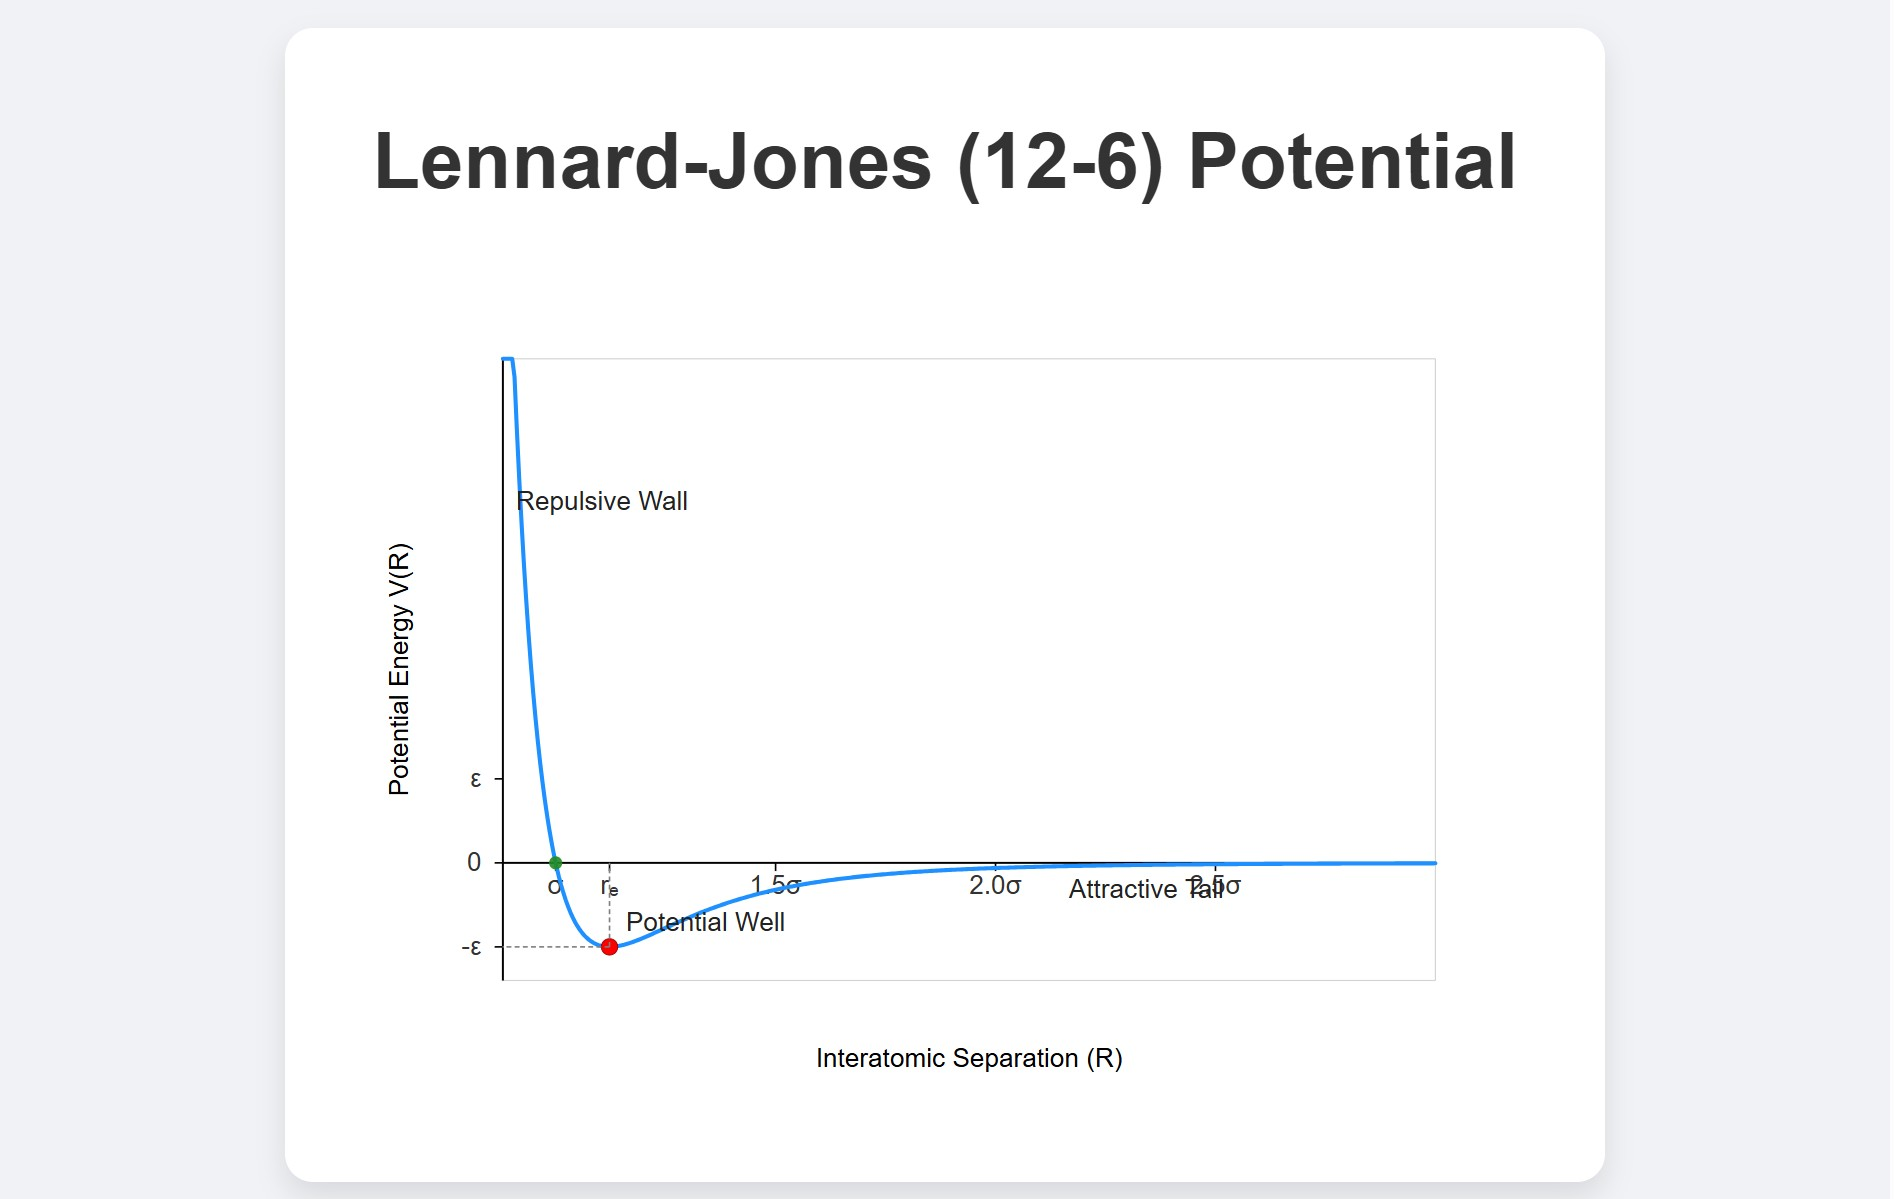 Lennard-Jones (12-6) Potential
Repulsive Wall
Potential Energy V(R)
ε
0
-ε
σ
rₑ
1.5σ
2.0σ
2.5σ
Attractive Tail
Potential Well
Interatomic Separation (R)